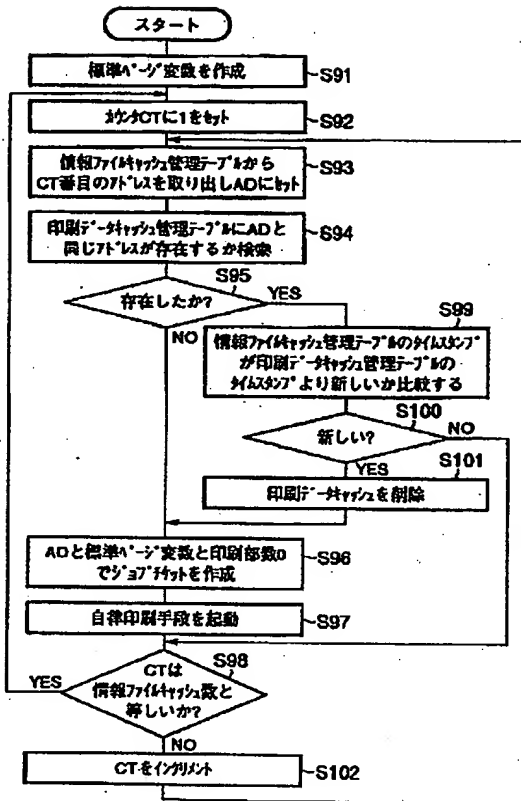 スタート
標準ページ変数を作成
S91
カウンタCTに1をセット
S92
情報ファイルキャッシュ管理テーブルから
CT番目のアドレスを取り出しADにセット
S93
印刷データキャッシュ管理テーブルにADと
同じアドレスが存在するか検索
S94
S95
存在したか?
YES
NO
S99
情報ファイルキャッシュ管理テーブルのタイムスタンプ
が印刷データキャッシュ管理テーブルの
タイムスタンプより新しいか比較する
S100
新しい?
NO
YES
S101
印刷データキャッシュを削除
ADと標準ページ変数と印刷部数0
でジョブチケットを作成
S96
自律印刷手段を起動
S97
S98
CTは
情報ファイルキャッシュ数と
等しいか?
YES
NO
CTをインクリメント
S102